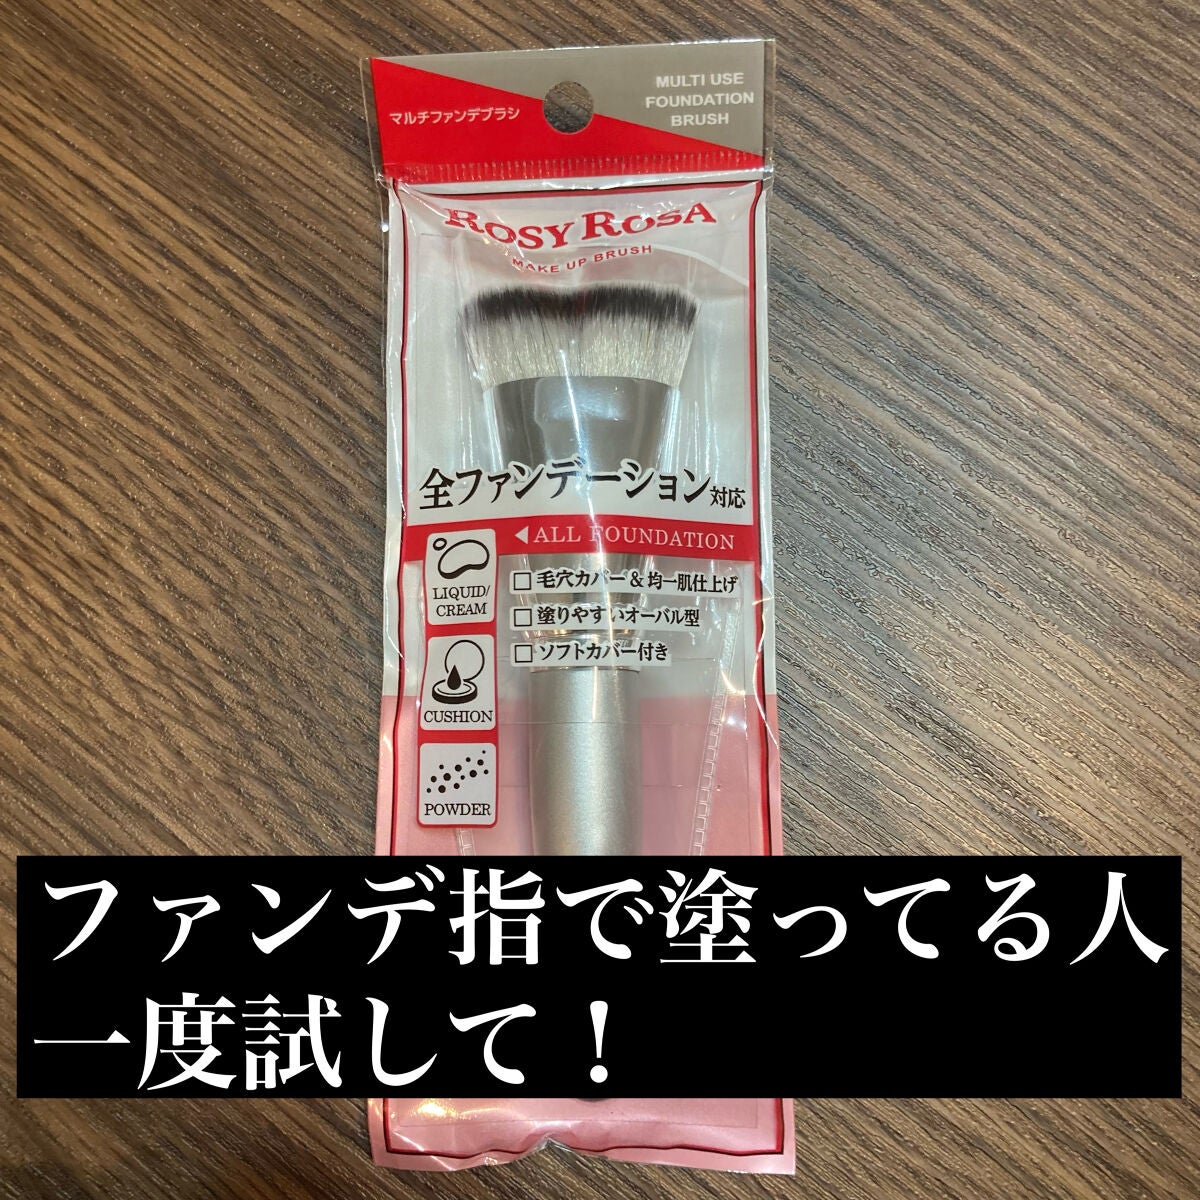 マルチファンデブラシ
MULTI USE
FOUNDATION
BRUSH
ROSY ROSA
MAKE UP BRUSH
全ファンデーション対応
◀ALL FOUNDATION
LIQUID/
CREAM
□ 毛穴カバー&均一肌仕上げ
□ 塗りやすいオーバル型
□ ソフトカバー付き
CUSHION
POWDER
ファンデ指で塗ってる人
一度試して！